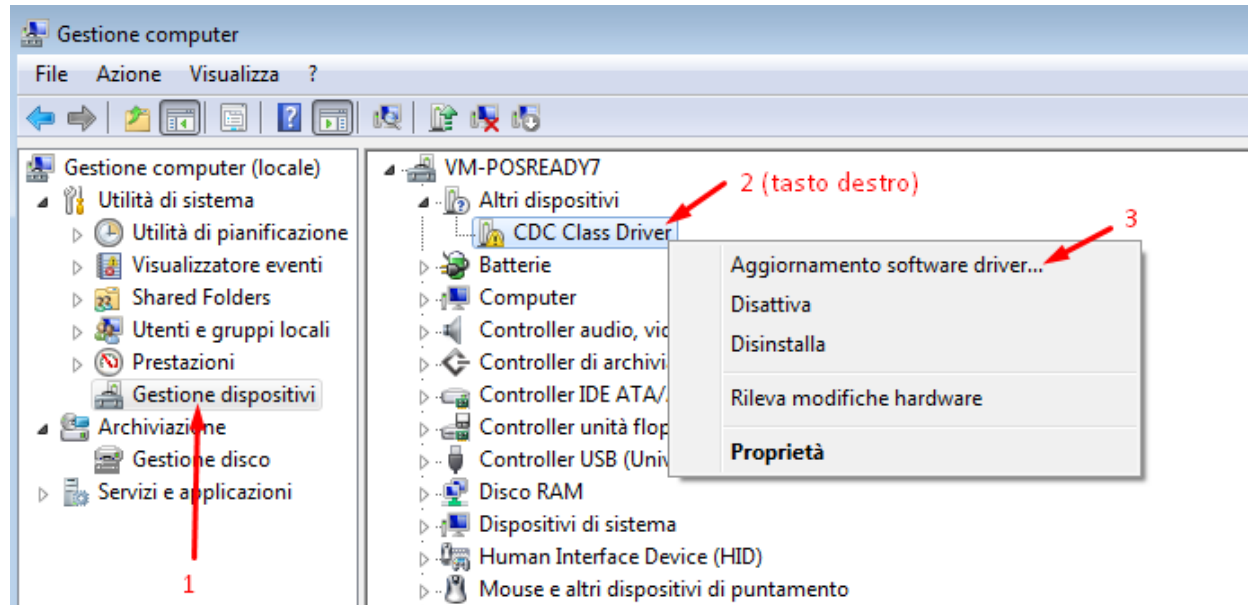 Gestione computer
File Azione Visualizza ?
Gestione computer (locale)
Utilità di sistema
Utilità di pianificazione
Visualizzatore eventi
Shared Folders
Utenti e gruppi locali
Prestazioni
Gestione dispositivi
Archiviazione
Gestione disco
Servizi e applicazioni
1
VM-POSREADY7
Altri dispositivi
CDC Class Driver
Batterie
Computer
Controller audio, vid
Controller di archivi
Controller IDE ATA/
Controller unità flop
Controller USB (Univ
Disco RAM
Dispositivi di sistema
Human Interface Device (HID)
Mouse e altri dispositivi di puntamento
2 (tasto destro)
3
Aggiornamento software driver...
Disattiva
Disinstalla
Rileva modifiche hardware
Proprietà